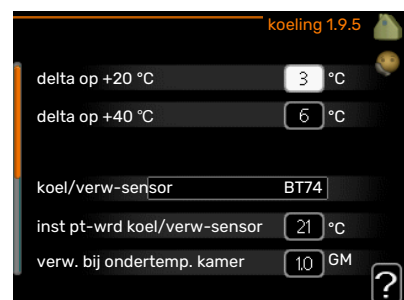 koeling 1.9.5
delta op +20 °C 3 °C
delta op +40 °C 6 °C
koel/verw-sensor BT74
inst pt-wrd koel/verw-sensor 21 °C
verw. bij ondertemp. kamer 1.0 GM
?